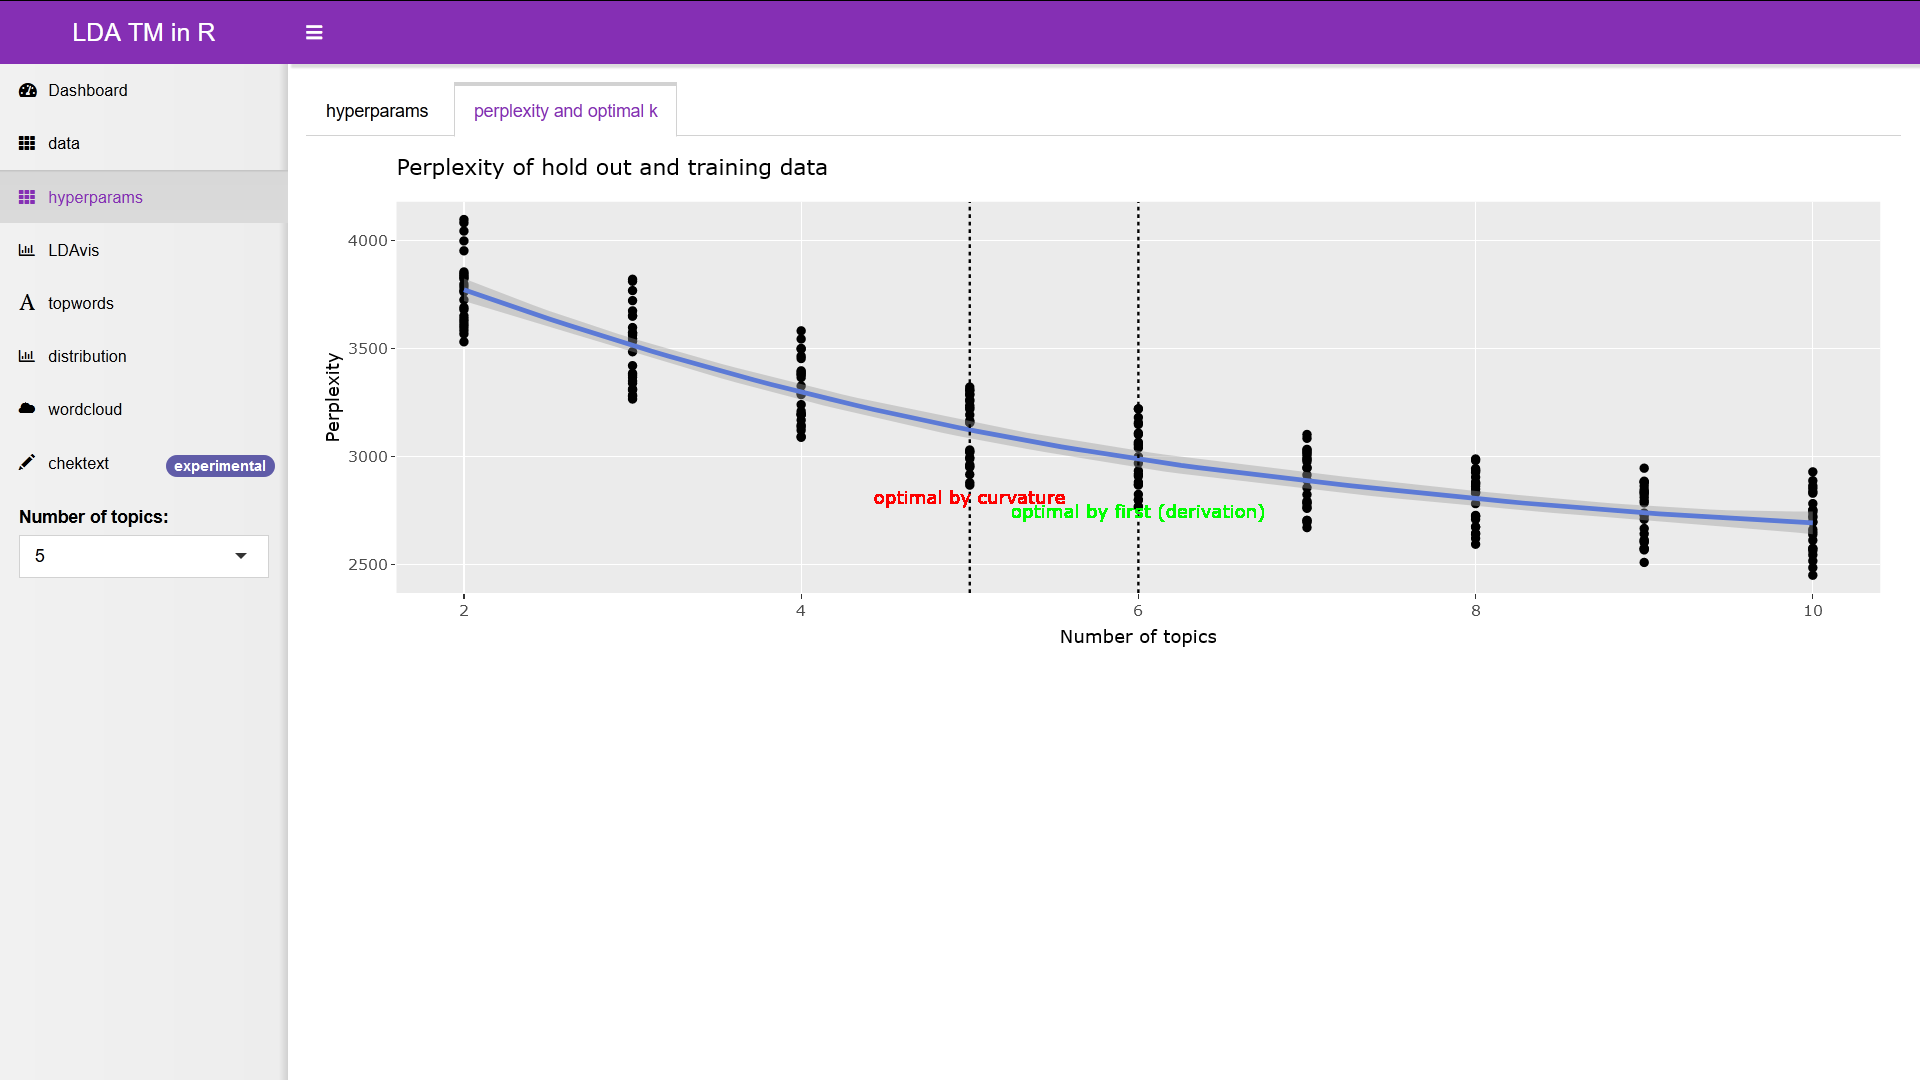 LDA TM in R
Dashboard
data
hyperparams
LDAvis
topwords
distribution
wordcloud
chektext experimental
Number of topics:
5
hyperparams perplexity and optimal k
Perplexity of hold out and training data
Perplexity
4000
3500
3000
2500
optimal by curvature
optimal by first (derivation)
2 4 6 8 10
Number of topics